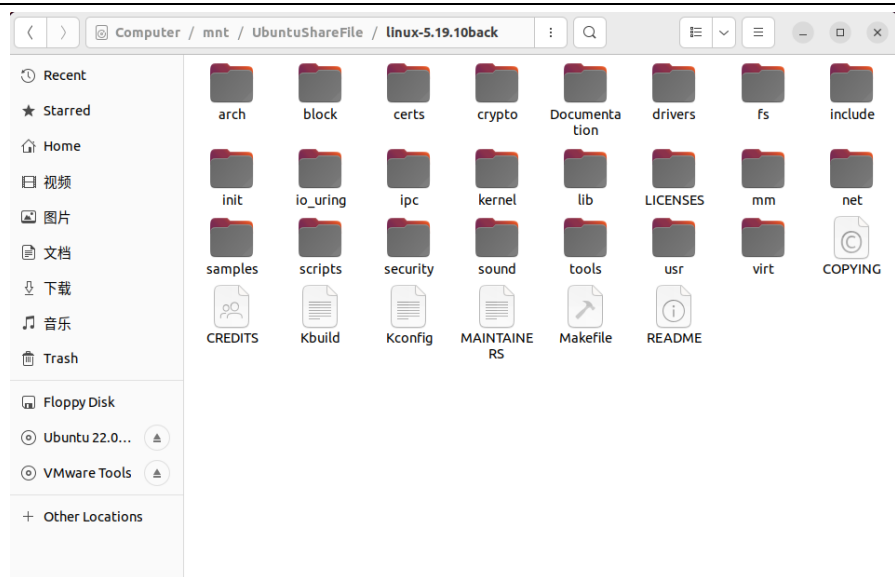 Computer / mnt / UbuntuShareFile / linux-5.19.10back
Recent
Starred
Home
视频
图片
文档
下载
音乐
Trash
Floppy Disk
Ubuntu 22.0...
VMware Tools
+ Other Locations
arch block certs crypto Documenta drivers fs include
tion
init io_uring ipc kernel lib LICENSES mm net
samples scripts security sound tools usr virt COPYING
CREDITS Kbuild Kconfig MAINTAINE Makefile README
RS